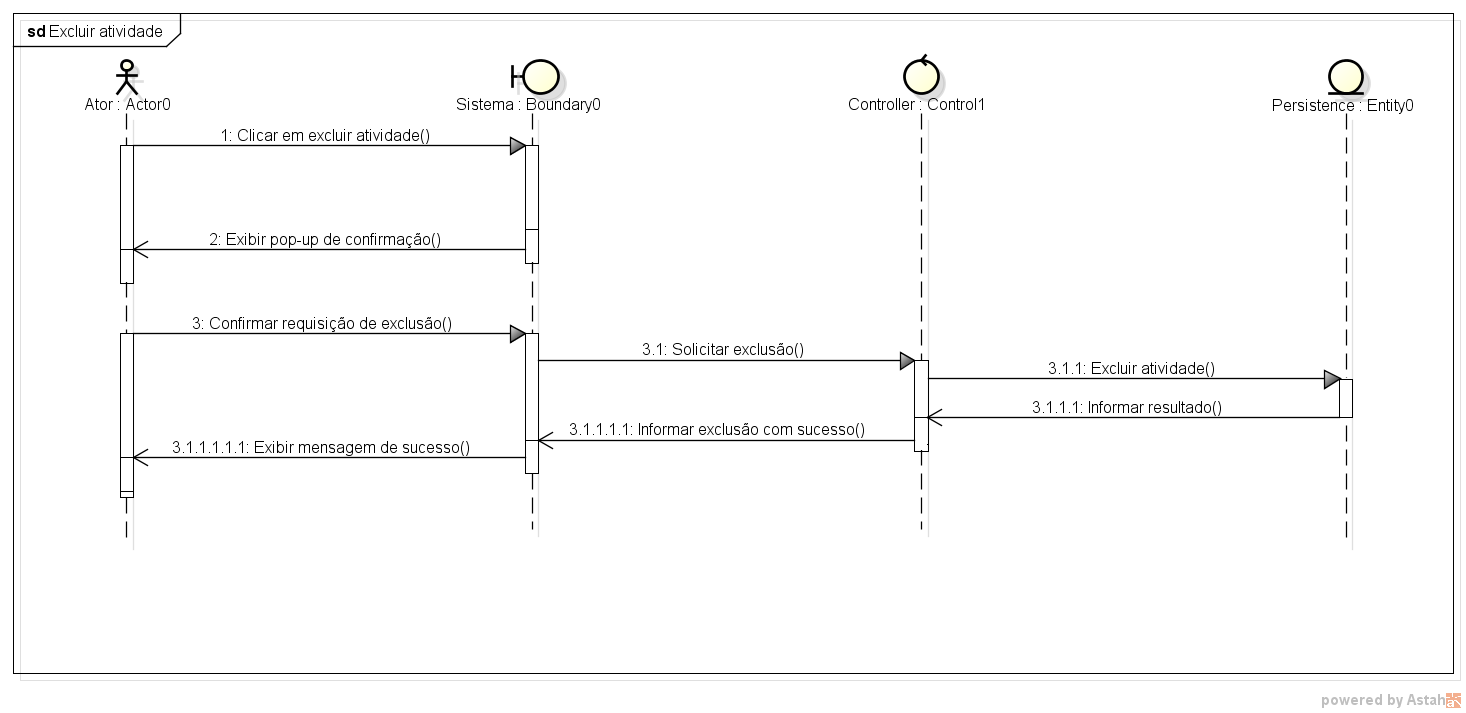 sd Excluir atividade
Ator : Actor0
Sistema : Boundary0
Controller : Control1
Persistence : Entity0
1: Clicar em excluir atividade()
2: Exibir pop-up de confirmação()
3: Confirmar requisição de exclusão()
3.1: Solicitar exclusão()
3.1.1: Excluir atividade()
3.1.1.1: Informar resultado()
3.1.1.1.1: Informar exclusão com sucesso()
3.1.1.1.1.1: Exibir mensagem de sucesso()
powered by Astah